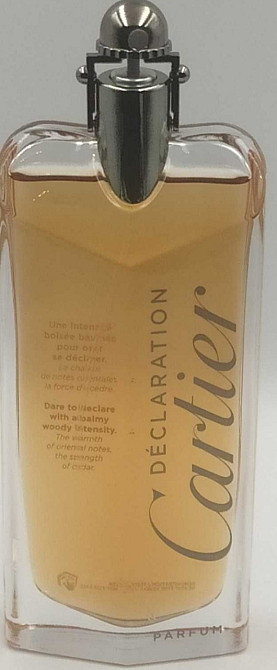 Une intensité
boisée
pour oser
se déclarer.
La chaleur
de notes orientales,
la force du cèdre.
Dare to declare
with a balmy
woody intensity.
The warmth
of oriental notes,
the strength
of cedar.
DÉCLARATION
Cartier
PARFUM